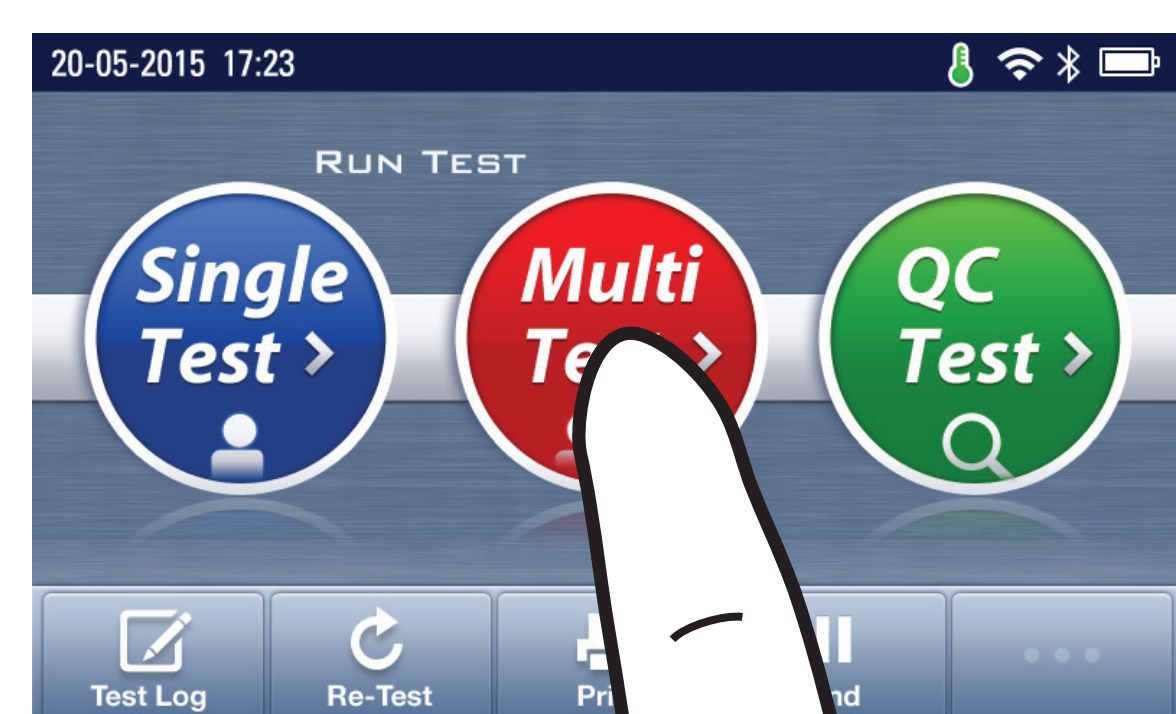 20-05-2015 17:23
RUN TEST
Single
Test
Multi
QC
Test
Test Log
Re-Test